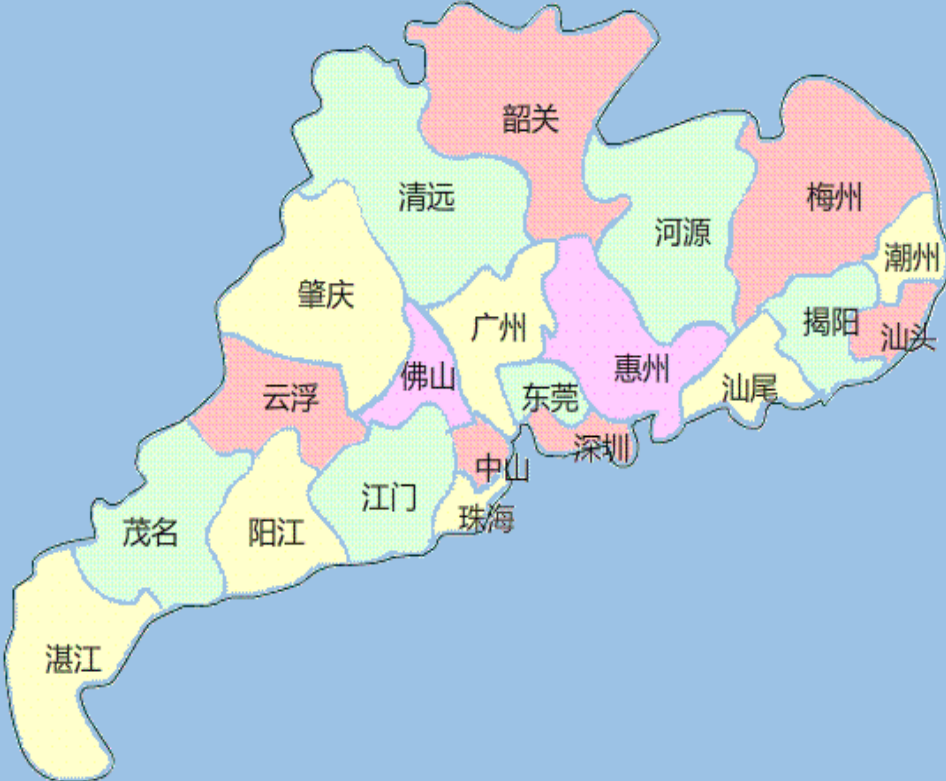 韶关
清远
梅州
河源
潮州
肇庆
广州
揭阳
汕头
惠州
佛山
汕尾
云浮
东莞
深圳
中山
江门
珠海
茂名
阳江
湛江